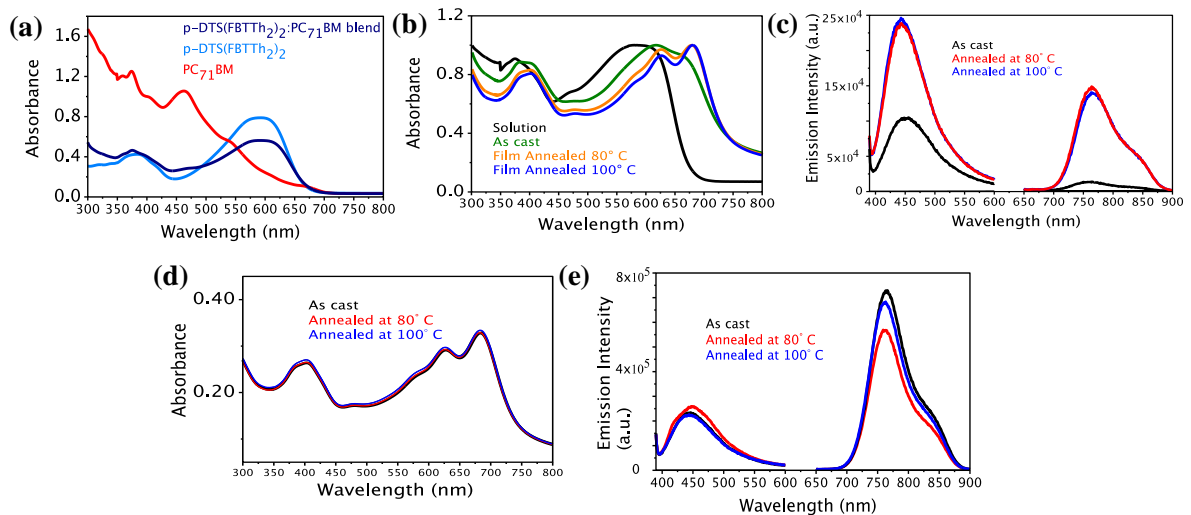 (a)
p-DTS(FBTTh2)2:PC71BM blend
p-DTS(FBTTh2)2
PC71BM
1.6
1.2
0.8
0.4
0.0
Absorbance
300 350 400 450 500 550 600 650 700 750 800
Wavelength (nm)
(b)
1.2
0.8
0.4
0.0
Absorbance
Solution
As cast
Film Annealed 80° C
Film Annealed 100° C
300 350 400 450 500 550 600 650 700 750 800
Wavelength (nm)
(c)
25×10⁴
15×10⁴
5×10⁴
Emission Intensity (a.u.)
As cast
Annealed at 80° C
Annealed at 100° C
400 450 500 550 600 650 700 750 800 850 900
Wavelength (nm)
(d)
0.40
0.20
Absorbance
As cast
Annealed at 80° C
Annealed at 100° C
300 350 400 450 500 550 600 650 700 750 800
Wavelength (nm)
(e)
8×10⁵
4×10⁵
0
Emission Intensity
(a.u.)
As cast
Annealed at 80° C
Annealed at 100° C
400 450 500 550 600 650 700 750 800 850 900
Wavelength (nm)